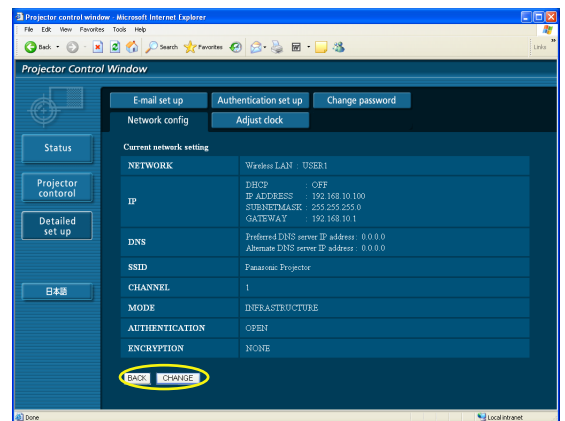 Projector control window - Microsoft Internet Explorer
File Edit View Favorites Tools Help
Back Search Favorites Links
Projector Control Window
E-mail set up Authentication set up Change password
Network config Adjust clock
Status
Projector contorol
Detailed set up
日本語
Current network setting
NETWORK Wireless LAN : USER1
IP DHCP : OFF
IP ADDRESS : 192.168.10.100
SUBNETMASK : 255.255.255.0
GATEWAY : 192.168.10.1
DNS Preferred DNS server IP address : 0.0.0.0
Alternate DNS server IP address : 0.0.0.0
SSID Panasonic Projector
CHANNEL 1
MODE INFRASTRUCTURE
AUTHENTICATION OPEN
ENCRYPTION NONE
BACK CHANGE
Done Local intranet